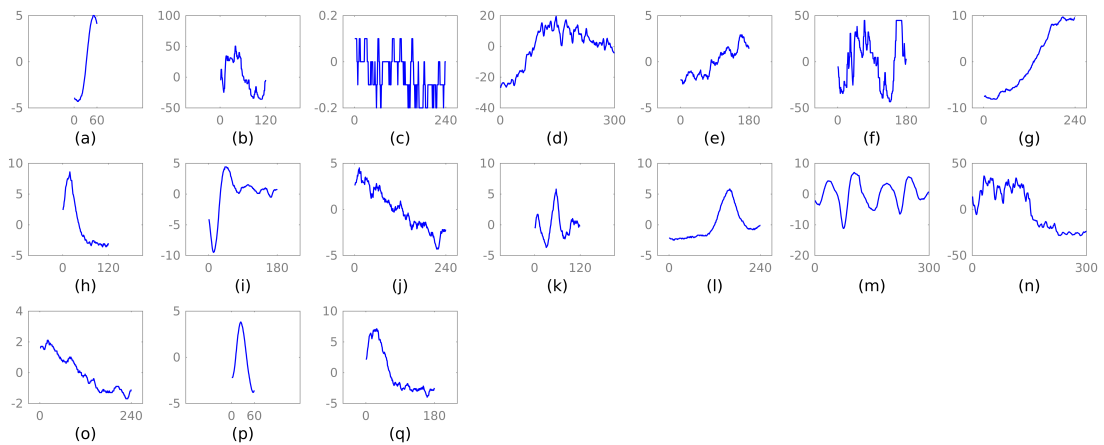 5 0 -5 0 60 (a)
100 50 0 -50 0 120 (b)
0.2 0 -0.2 0 240 (c)
20 0 -20 -40 0 300 (d)
5 0 -5 0 180 (e)
50 0 -50 0 180 (f)
10 0 -10 0 240 (g)
10 5 0 -5 0 120 (h)
5 0 -5 -10 0 180 (i)
5 0 -5 0 240 (j)
10 5 0 -5 0 120 (k)
10 5 0 -5 0 240 (l)
10 0 -10 -20 0 300 (m)
50 0 -50 0 300 (n)
4 2 0 -2 0 240 (o)
5 0 -5 0 60 (p)
10 5 0 -5 0 180 (q)